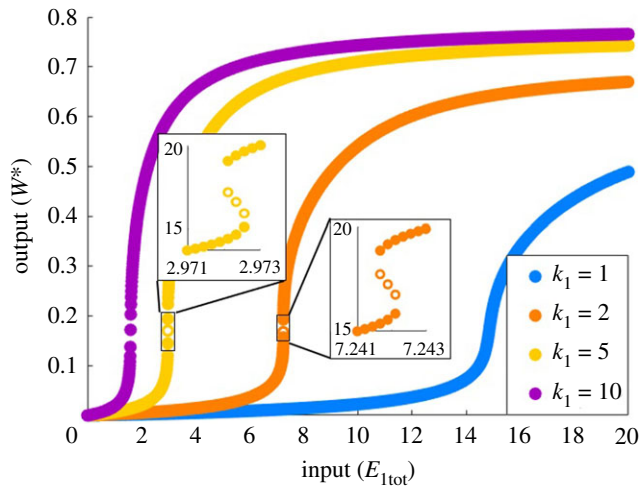 0.8
0.7
0.6
0.5
0.4
0.3
0.2
0.1
output (W*)
20
15
2.971 2.973
20
15
7.241 7.243
k1 = 1
k1 = 2
k1 = 5
k1 = 10
0 2 4 6 8 10 12 14 16 18 20
input (E1tot)